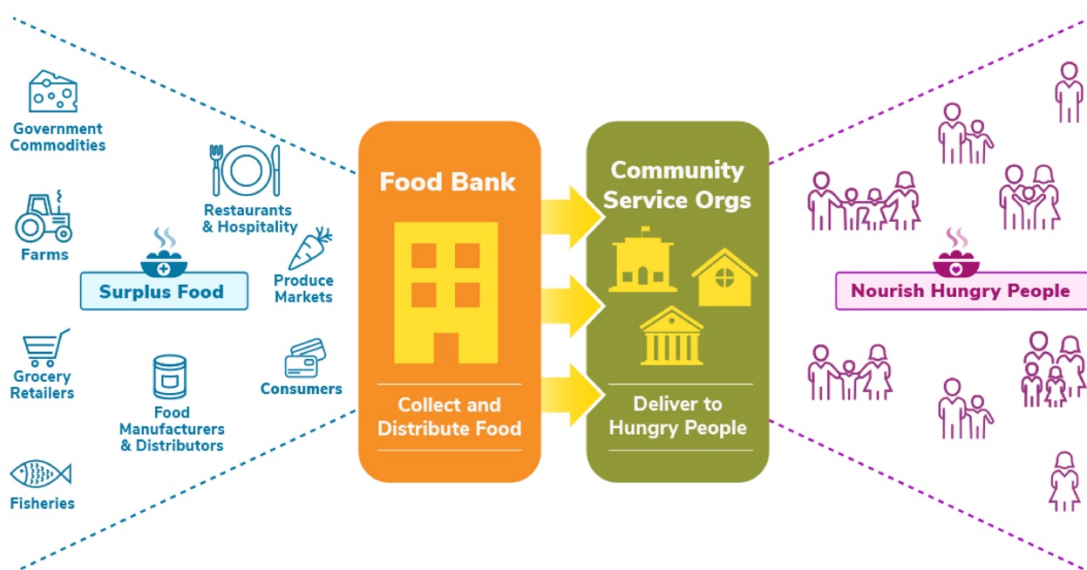 Government
Commodities
Restaurants
& Hospitality
Farms
Surplus Food
Produce
Markets
Grocery
Retailers
Food
Manufacturers
& Distributors
Consumers
Fisheries
Food Bank
Collect and
Distribute Food
Community
Service Orgs
Deliver to
Hungry People
Nourish Hungry People